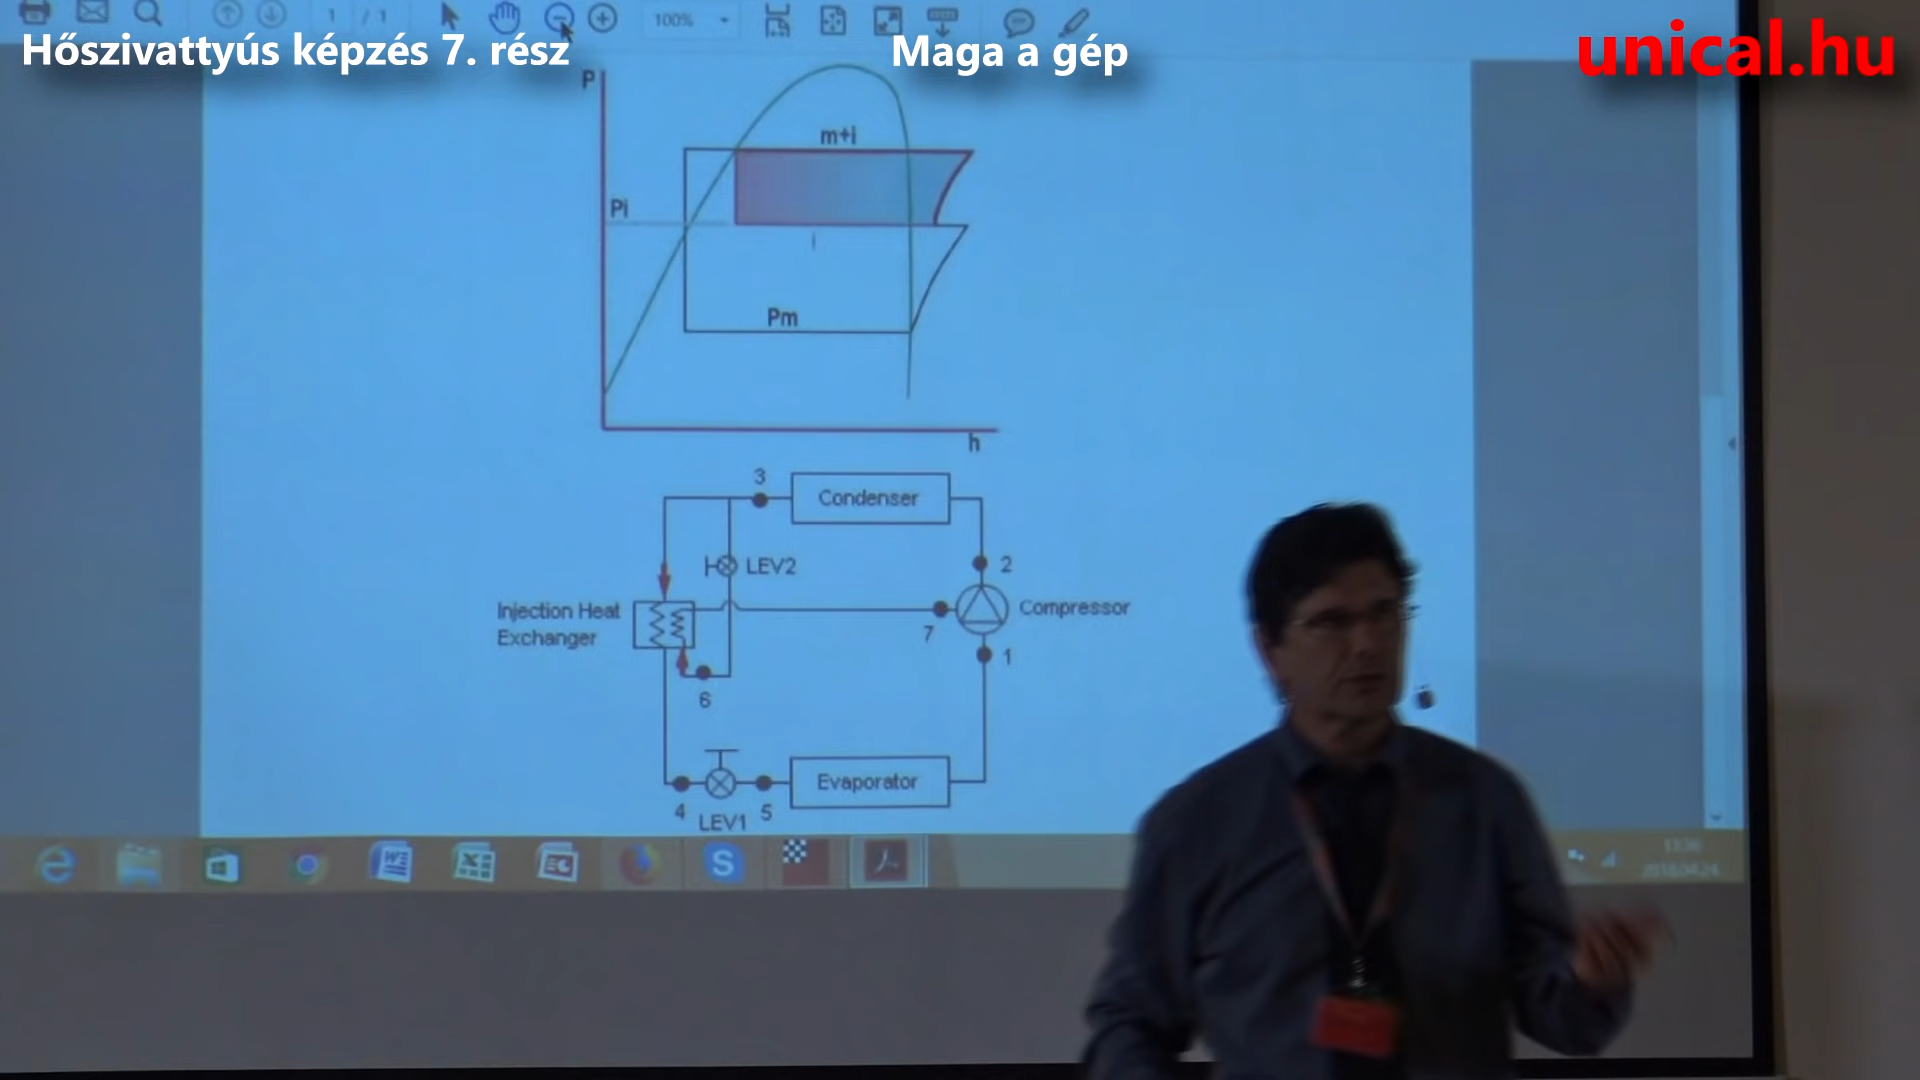 1 / 1
100%
Hőszivattyús képzés 7. rész
Maga a gép
unical.hu
P
m+i
Pi
i
Pm
h
3
Condenser
LEV2
2
Injection Heat
Exchanger
7
Compressor
1
6
4
LEV1
5
Evaporator